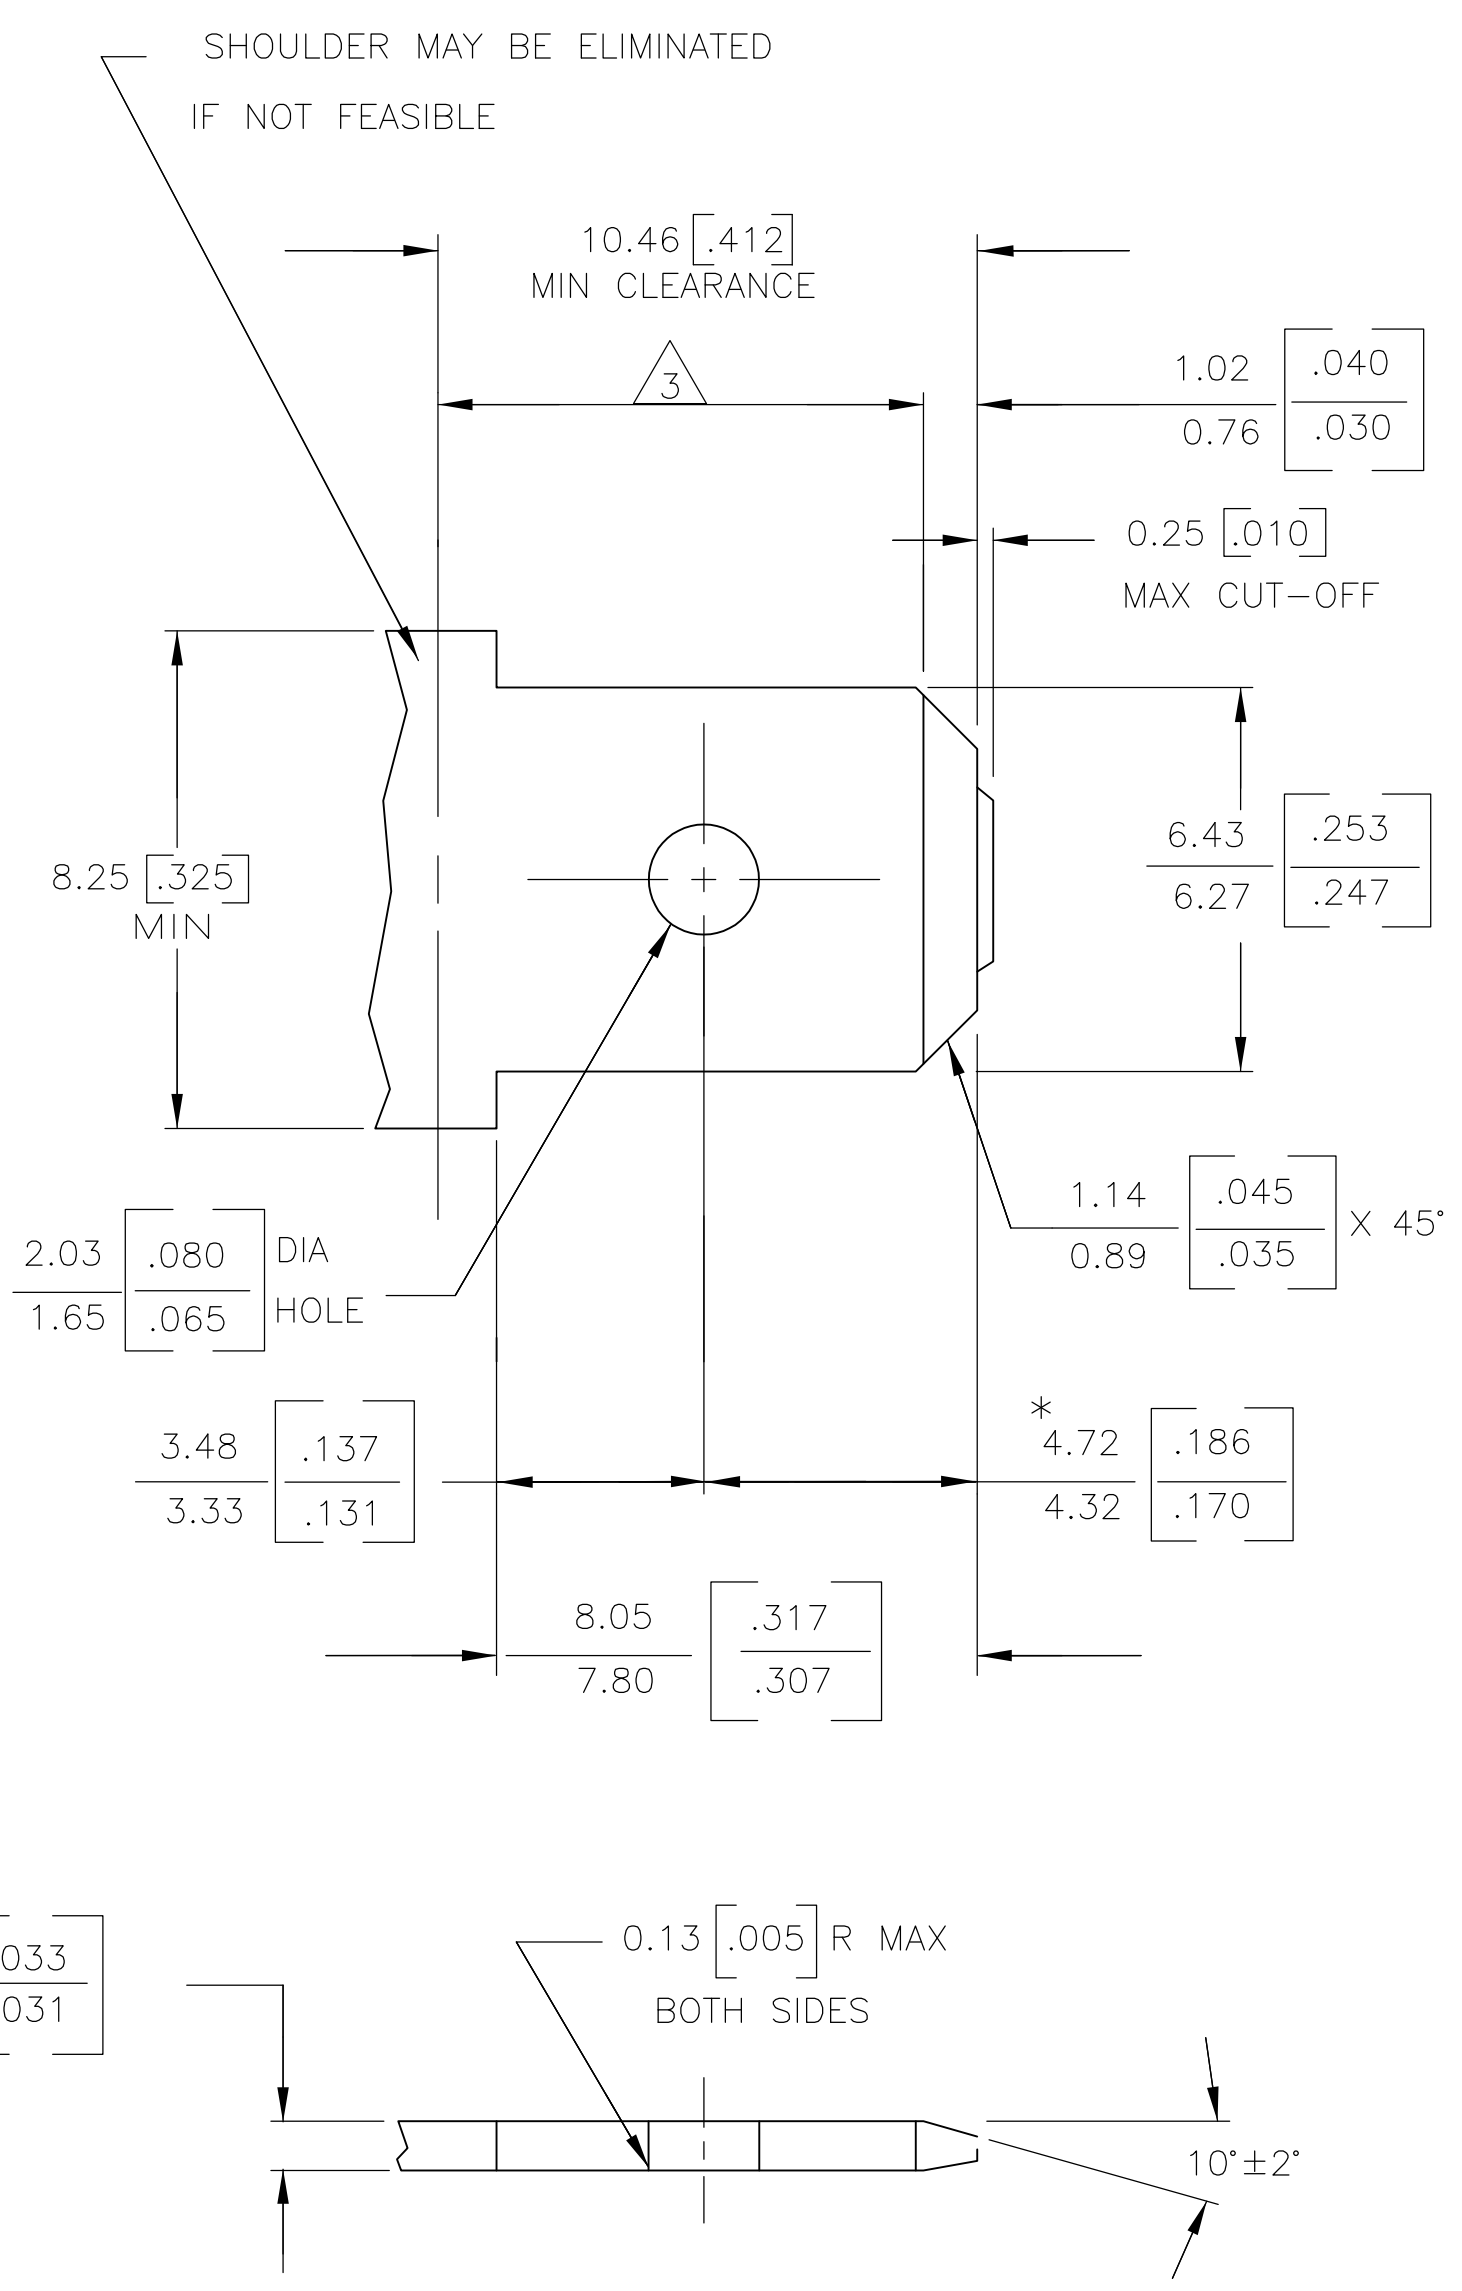 SHOULDER MAY BE ELIMINATED
IF NOT FEASIBLE
10.46 [.412]
MIN CLEARANCE
3
1.02 [.040
0.76 .030]
0.25 [.010]
MAX CUT-OFF
8.25 [.325]
MIN
6.43 [.253
6.27 .247]
2.03 [.080 DIA
1.65 .065] HOLE
1.14 [.045
0.89 .035] X 45°
3.48 [.137
3.33 .131]
*
4.72 [.186
4.32 .170]
8.05 [.317
7.80 .307]
033
031]
0.13 [.005] R MAX
BOTH SIDES
10°±2°